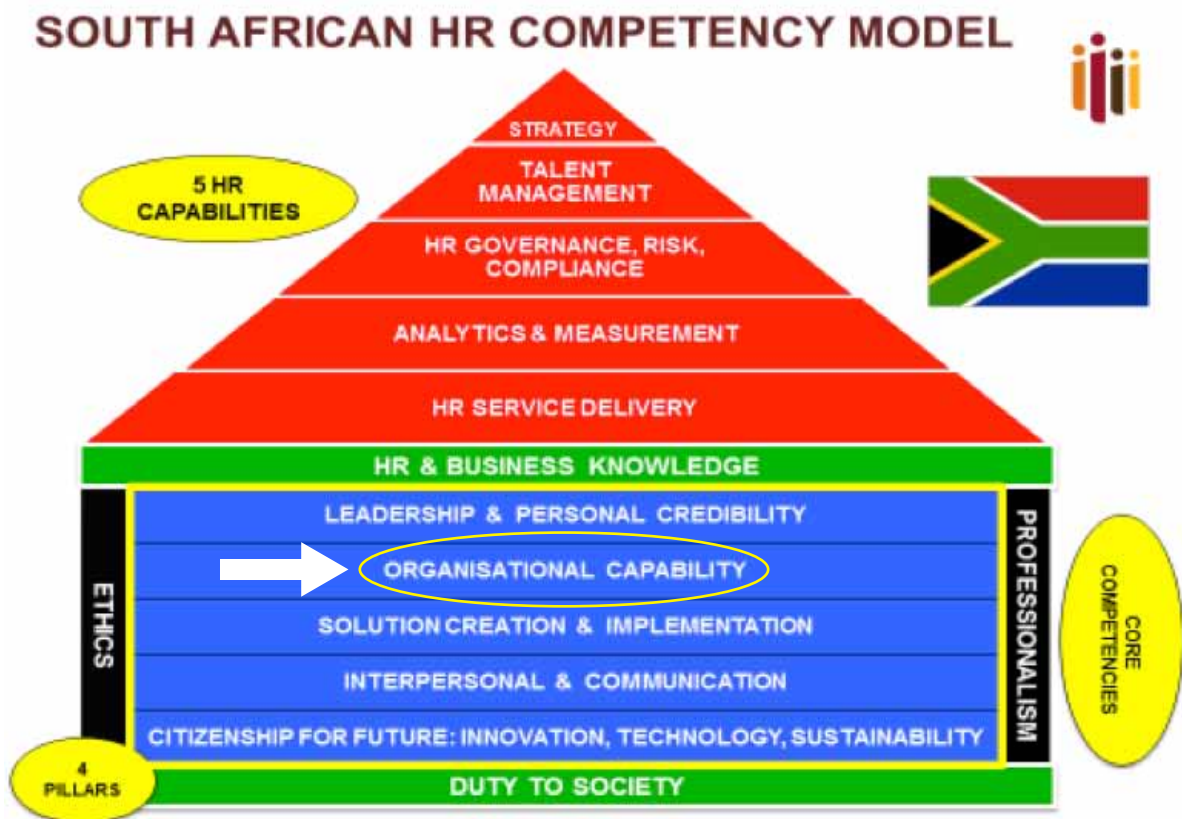 SOUTH AFRICAN HR COMPETENCY MODEL
STRATEGY
5 HR
CAPABILITIES
TALENT
MANAGEMENT
HR GOVERNANCE, RISK,
COMPLIANCE
ANALYTICS & MEASUREMENT
HR SERVICE DELIVERY
HR & BUSINESS KNOWLEDGE
ETHICS
LEADERSHIP & PERSONAL CREDIBILITY
ORGANISATIONAL CAPABILITY
SOLUTION CREATION & IMPLEMENTATION
INTERPERSONAL & COMMUNICATION
CITIZENSHIP FOR FUTURE: INNOVATION, TECHNOLOGY, SUSTAINABILITY
PROFESSIONALISM
CORE
COMPETENCIES
4
PILLARS
DUTY TO SOCIETY